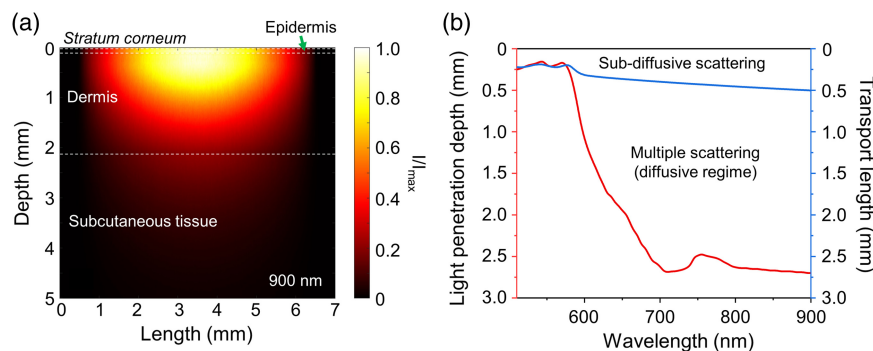 (a)
Stratum corneum
Epidermis
Dermis
Subcutaneous tissue
900 nm
0
1
2
3
4
5
Depth (mm)
0 1 2 3 4 5 6 7
Length (mm)
1.0
0.8
0.6
0.4
0.2
0
I/Imax
(b)
Sub-diffusive scattering
Multiple scattering
(diffusive regime)
0
0.5
1.0
1.5
2.0
2.5
3.0
Light penetration depth (mm)
600 700 800 900
Wavelength (nm)
0
0.5
1.0
1.5
2.0
2.5
3.0
Transport length (mm)